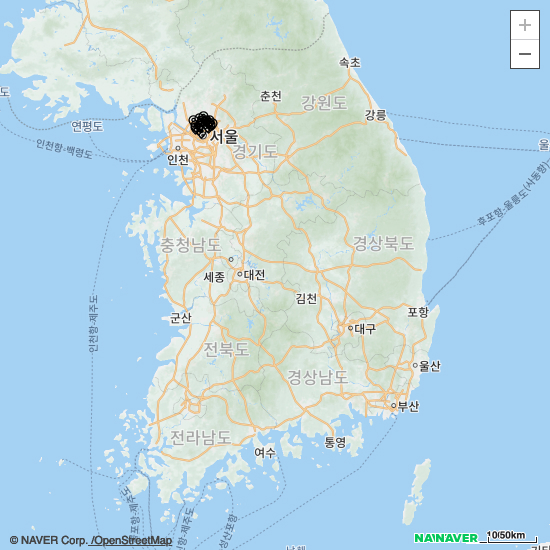 +
−
속초
춘천
강원도
강릉
연평도
서울
울
인천항-백령도
인천
경기도
후포항-울릉도(사동항)
충청남도
경상북도
세종
대전
김천
인천항-제주도
군산
포항
대구
전라북도
울산
경상남도
부산
전라남도
통영
여수
© NAVER Corp. /OpenStreetMap
NAVER
10/50km